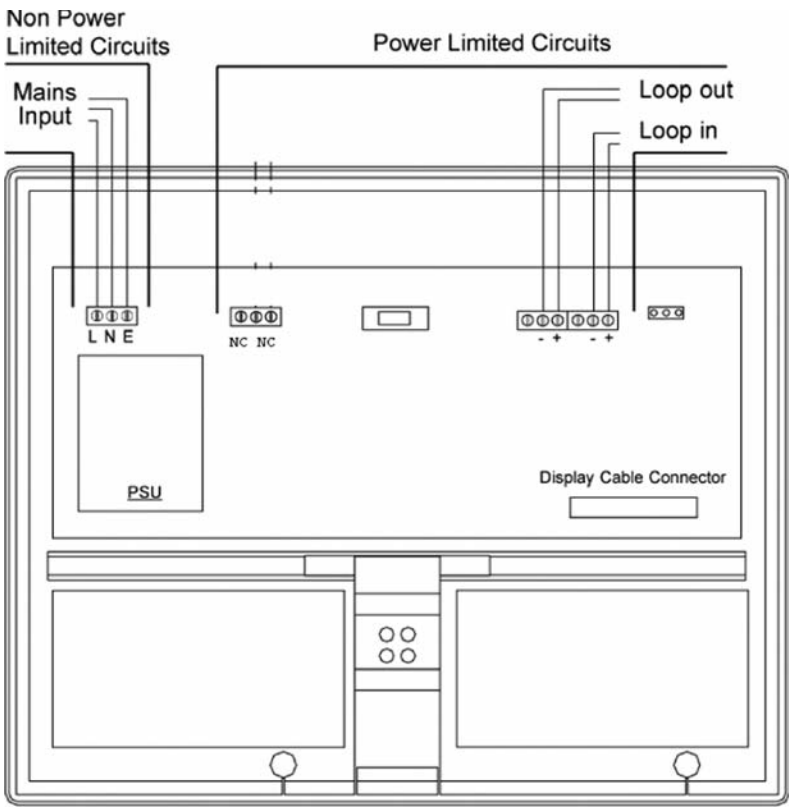 Non Power
Limited Circuits
Power Limited Circuits
Mains
Input
Loop out
Loop in
L N E
NC NC
- + - +
PSU
Display Cable Connector